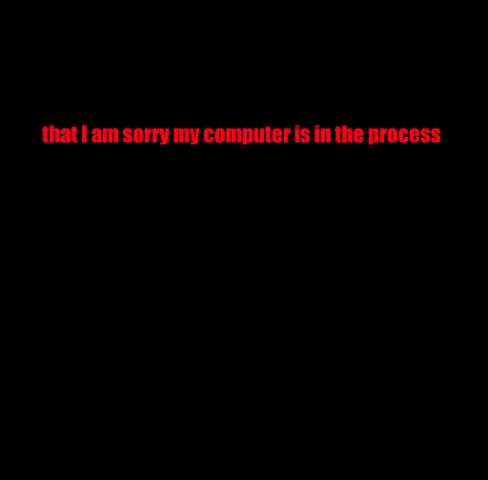 that I am sorry my computer is in the process